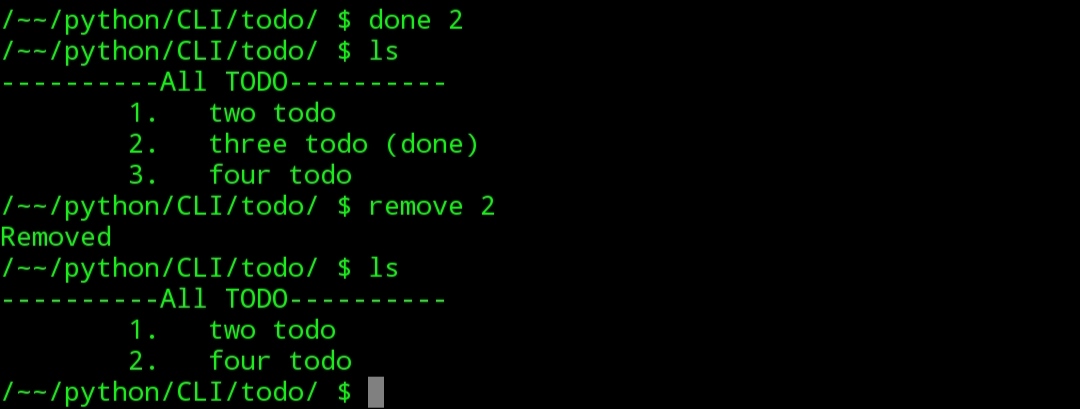 /~~/python/CLI/todo/ $ done 2
/~~/python/CLI/todo/ $ ls
----------All TODO----------
1. two todo
2. three todo (done)
3. four todo
/~~/python/CLI/todo/ $ remove 2
Removed
/~~/python/CLI/todo/ $ ls
----------All TODO----------
1. two todo
2. four todo
/~~/python/CLI/todo/ $